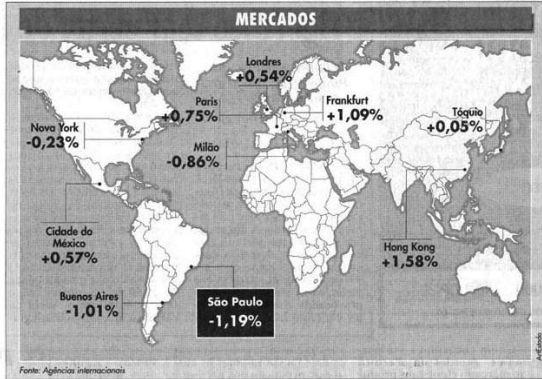 MERCADOS
Londres
+0,54%
Paris
+0,75%
Frankfurt
+1,09%
Tóquio
+0,05%
Nova York
-0,23%
Milão
-0,86%
Cidade do
México
+0,57%
Hong Kong
+1,58%
Buenos Aires
-1,01%
São Paulo
-1,19%
Fonte: Agências internacionais
ArtEstado